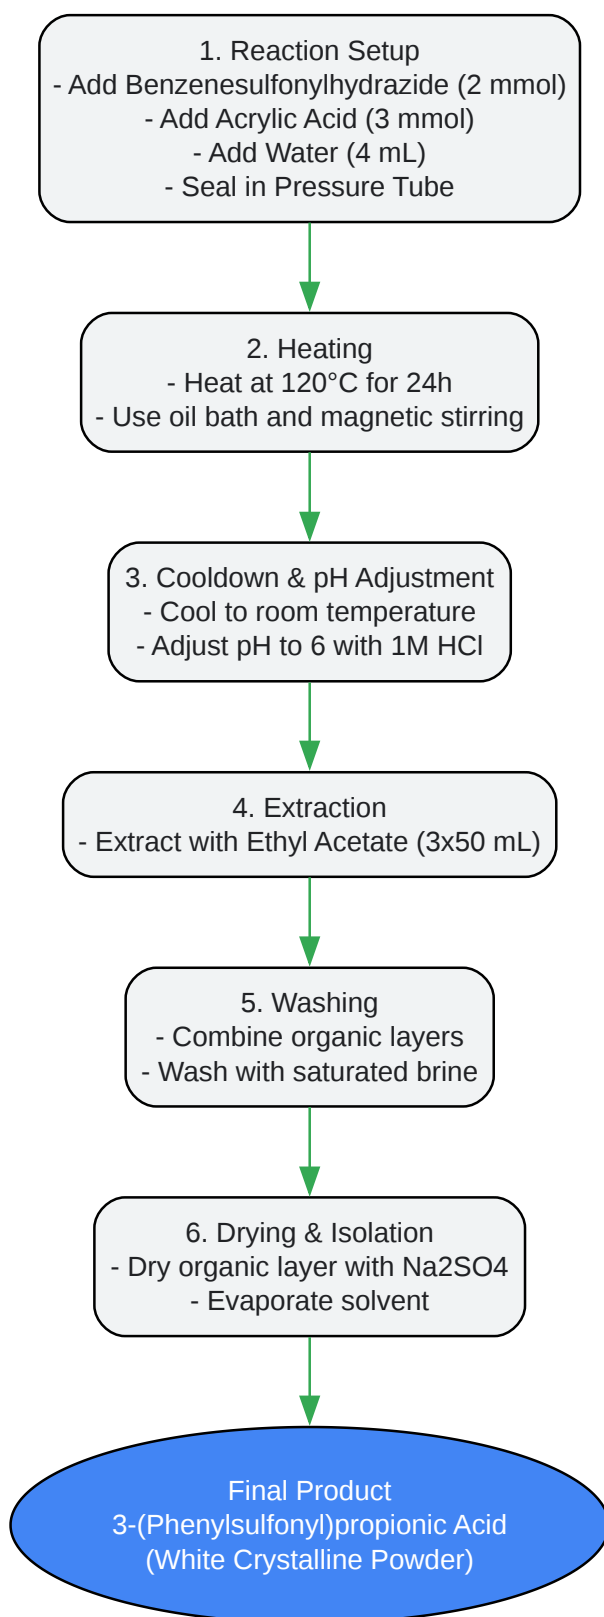 1. Reaction Setup
- Add Benzenesulfonylhydrazide (2 mmol)
- Add Acrylic Acid (3 mmol)
- Add Water (4 mL)
- Seal in Pressure Tube
2. Heating
- Heat at 120°C for 24h
- Use oil bath and magnetic stirring
3. Cooldown & pH Adjustment
- Cool to room temperature
- Adjust pH to 6 with 1M HCl
4. Extraction
- Extract with Ethyl Acetate (3x50 mL)
5. Washing
- Combine organic layers
- Wash with saturated brine
6. Drying & Isolation
- Dry organic layer with Na2SO4
- Evaporate solvent
Final Product
3-(Phenylsulfonyl)propionic Acid
(White Crystalline Powder)